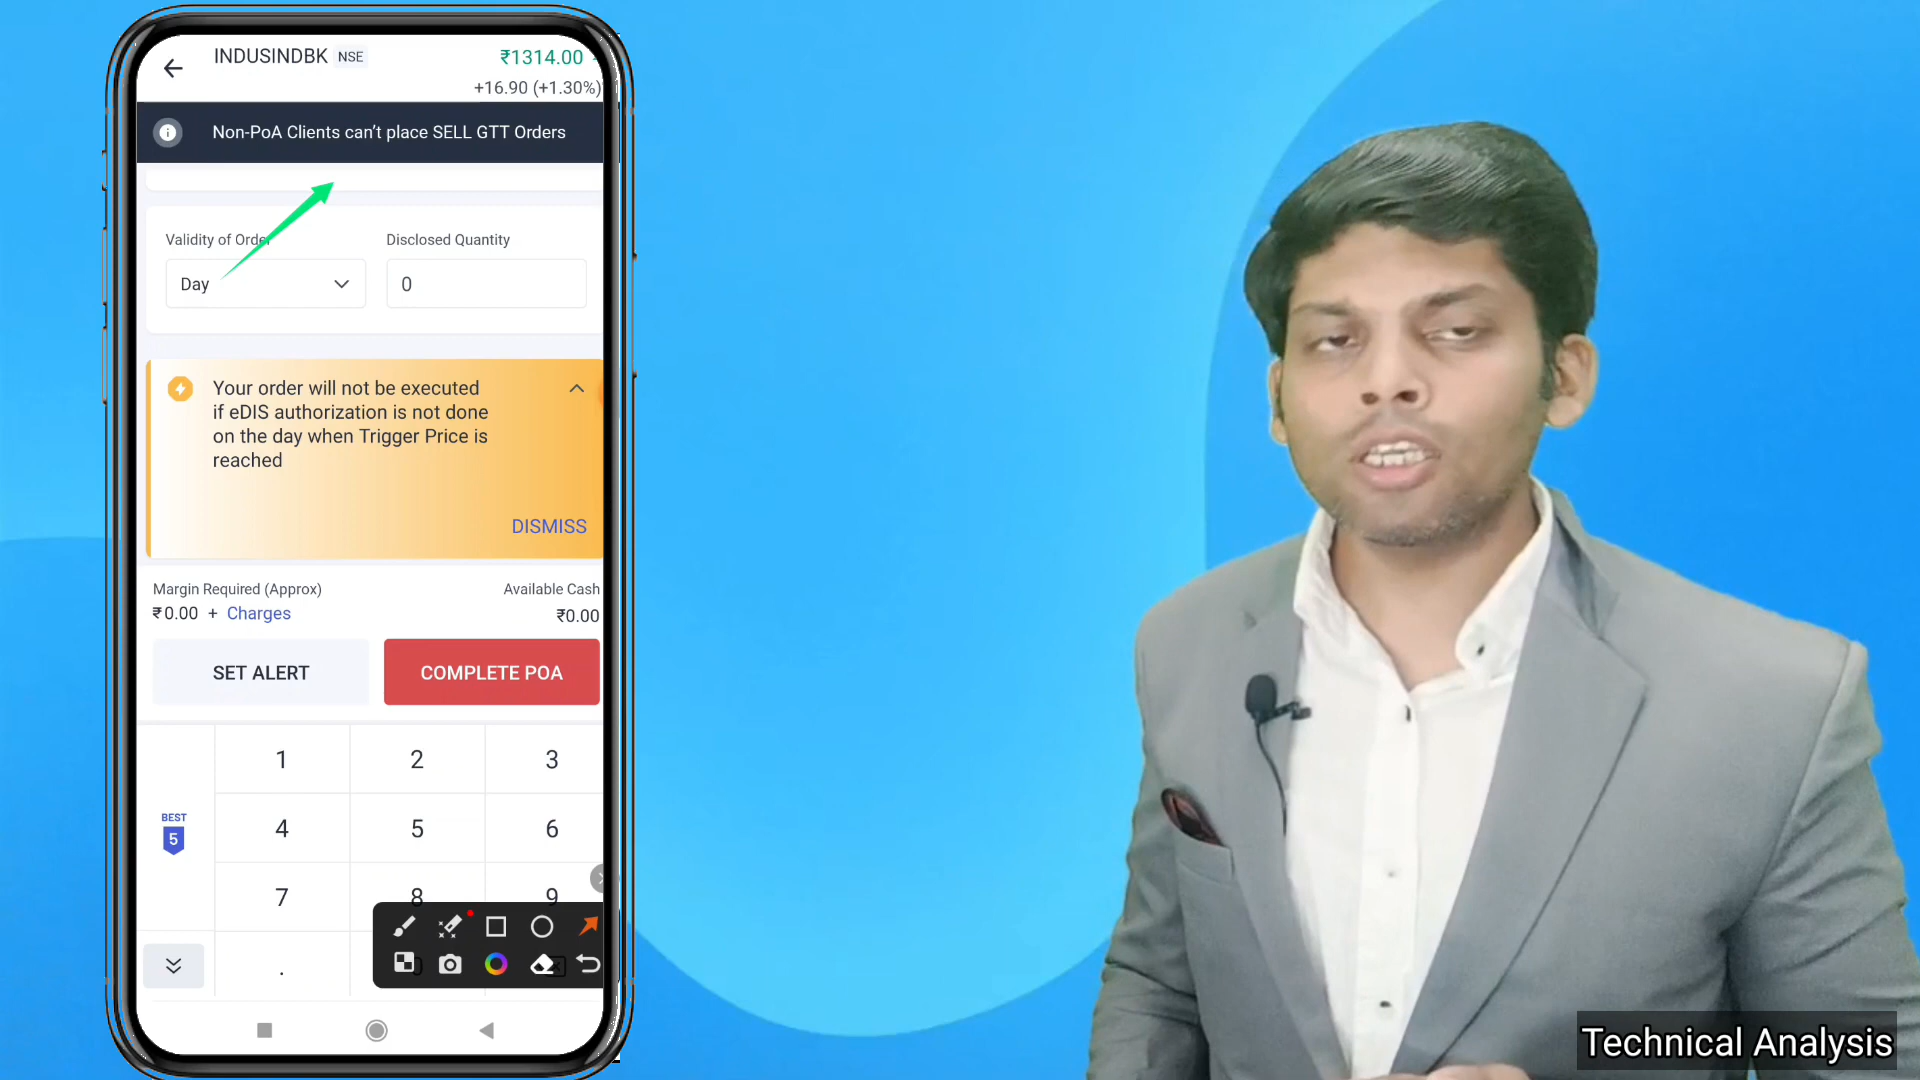 INDUSINDBK NSE
₹1314.00
+16.90 (+1.30%)
Non-PoA Clients can’t place SELL GTT Orders
Validity of Order
Disclosed Quantity
Day
0
Your order will not be executed
if eDIS authorization is not done
on the day when Trigger Price is
reached
DISMISS
Margin Required (Approx)
Available Cash
₹0.00 + Charges
₹0.00
SET ALERT
COMPLETE POA
1 2 3
BEST
5
4 5 6
7 8 9
.
Technical Analysis